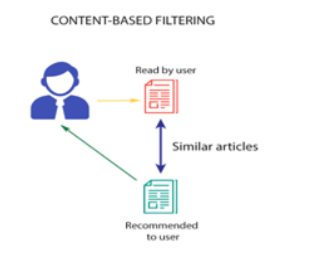 CONTENT-BASED FILTERING
Read by user
Similar articles
Recommended
to user